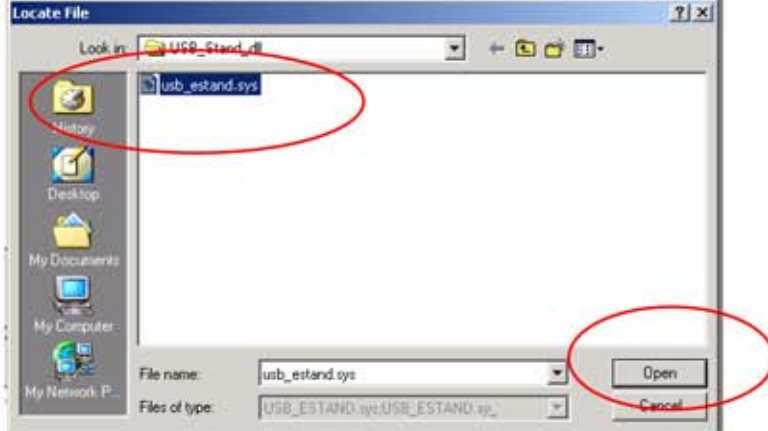 Locate File
Look in: USB_Stand_dll
usb_estand.sys
History
Desktop
My Documents
My Computer
My Network P...
File name: usb_estand.sys
Open
Files of type: USB_ESTAND.sys;USB_ESTAND.sy_
Cancel